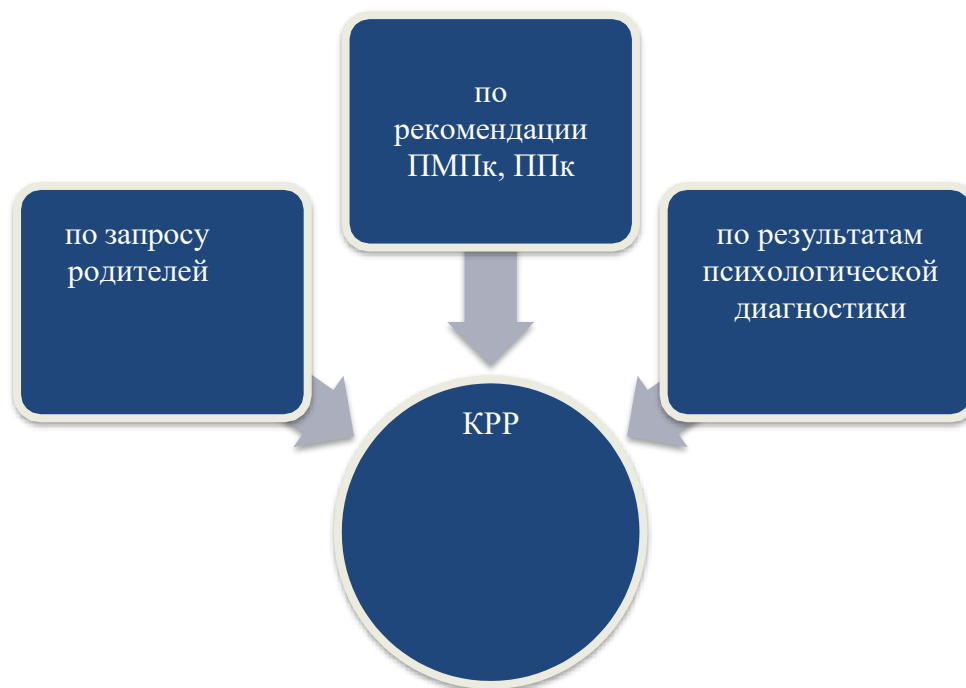 по
рекомендации
ПМПк, ППк
по запросу
родителей
по результатам
психологической
диагностики
КРР